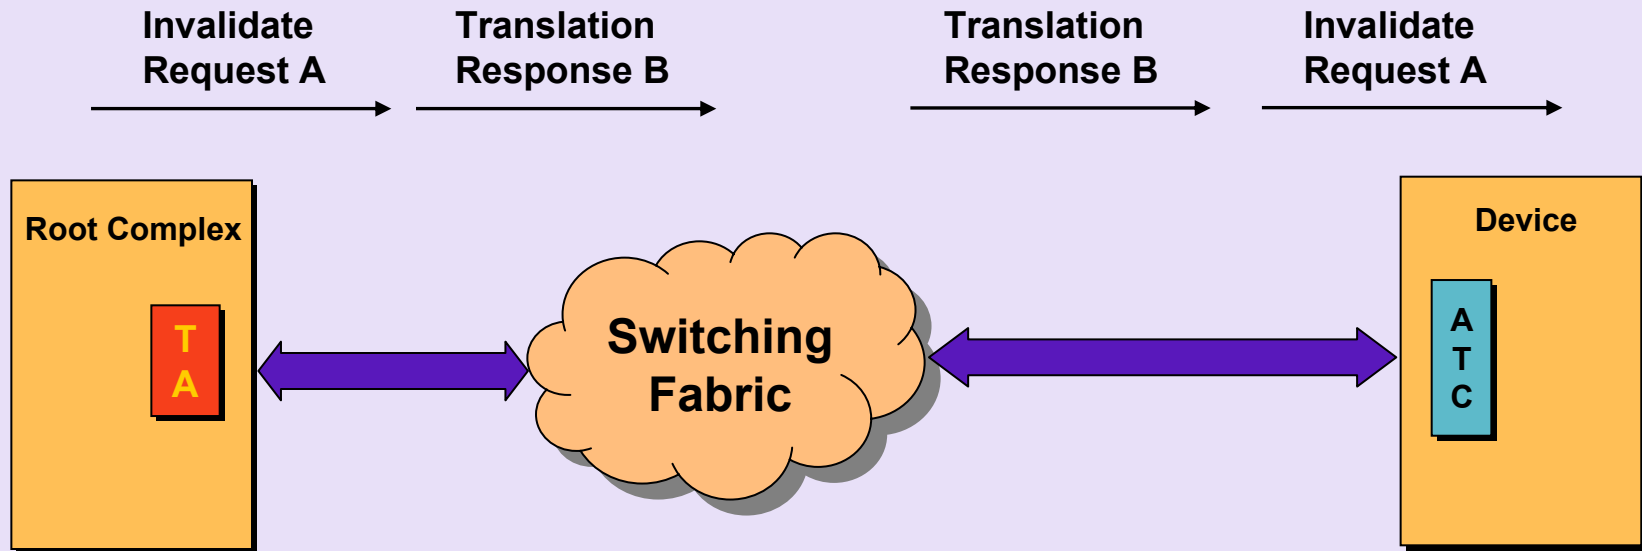 Invalidate
Request A
Translation
Response B
Translation
Response B
Invalidate
Request A
Root Complex
T
A
Switching
Fabric
Device
A
T
C